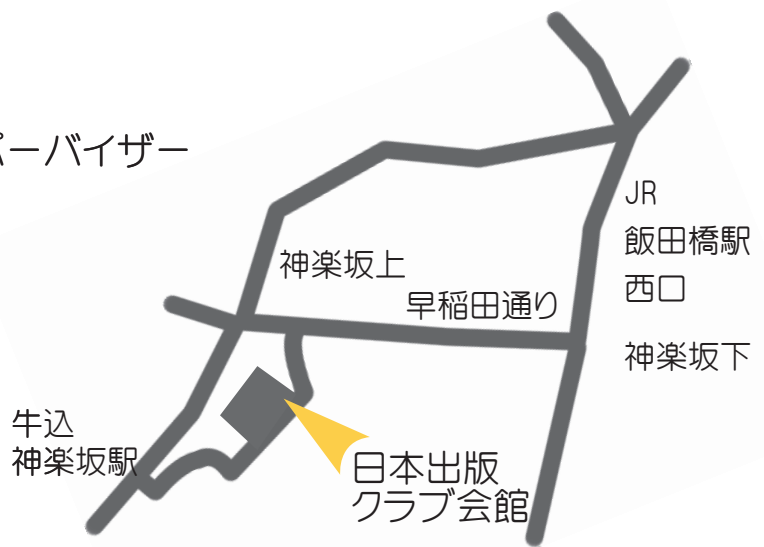 パーバイザー
JR
飯田橋駅
西口
神楽坂上
早稲田通り
神楽坂下
牛込
神楽坂駅
日本出版
クラブ会館